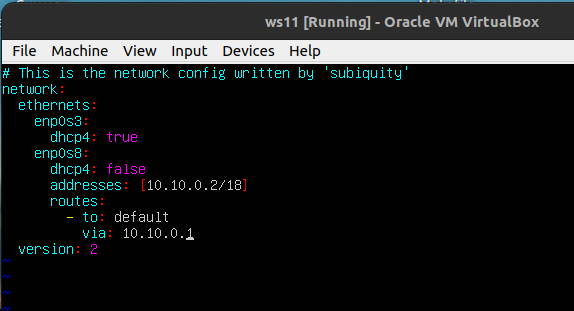 ws11 [Running] - Oracle VM VirtualBox
File Machine View Input Devices Help
# This is the network config written by 'subiquity'
network:
  ethernets:
    enp0s3:
      dhcp4: true
    enp0s8:
      dhcp4: false
      addresses: [10.10.0.2/18]
      routes:
        - to: default
          via: 10.10.0.1
  version: 2
~
~
~